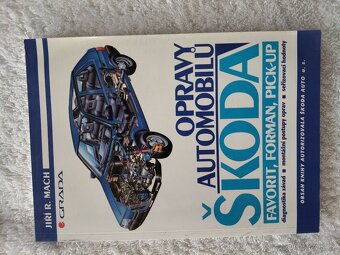 JIŘÍ R. MACH
OPRAVY
AUTOMOBILŮ
ŠKODA
FAVORIT, FORMAN, PICK-UP
diagnostika závad ■ montážní postupy oprav ■ seřizovací hodnoty
OBSAH KNIHY AUTORIZOVALA ŠKODA AUTO a. s.
GRADA